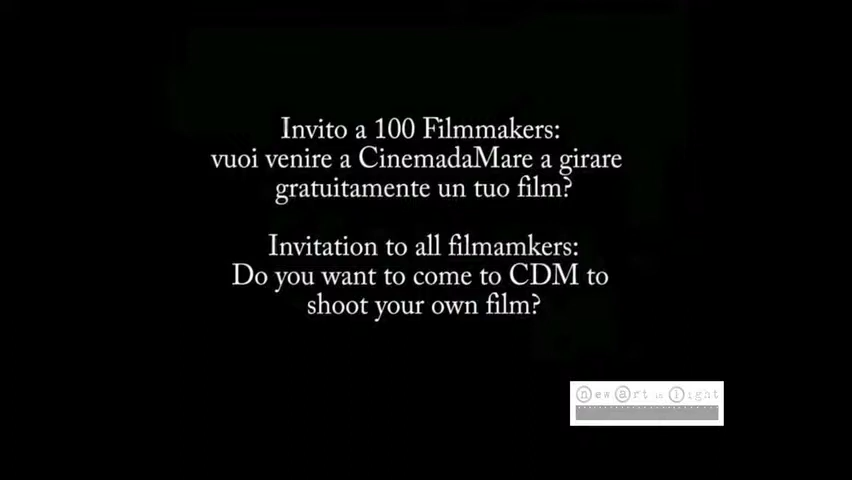 Invito a 100 Filmmakers:
vuoi venire a CinemadaMare a girare
gratuitamente un tuo film?
Invitation to all filmamkers:
Do you want to come to CDM to
shoot your own film?
new art is light